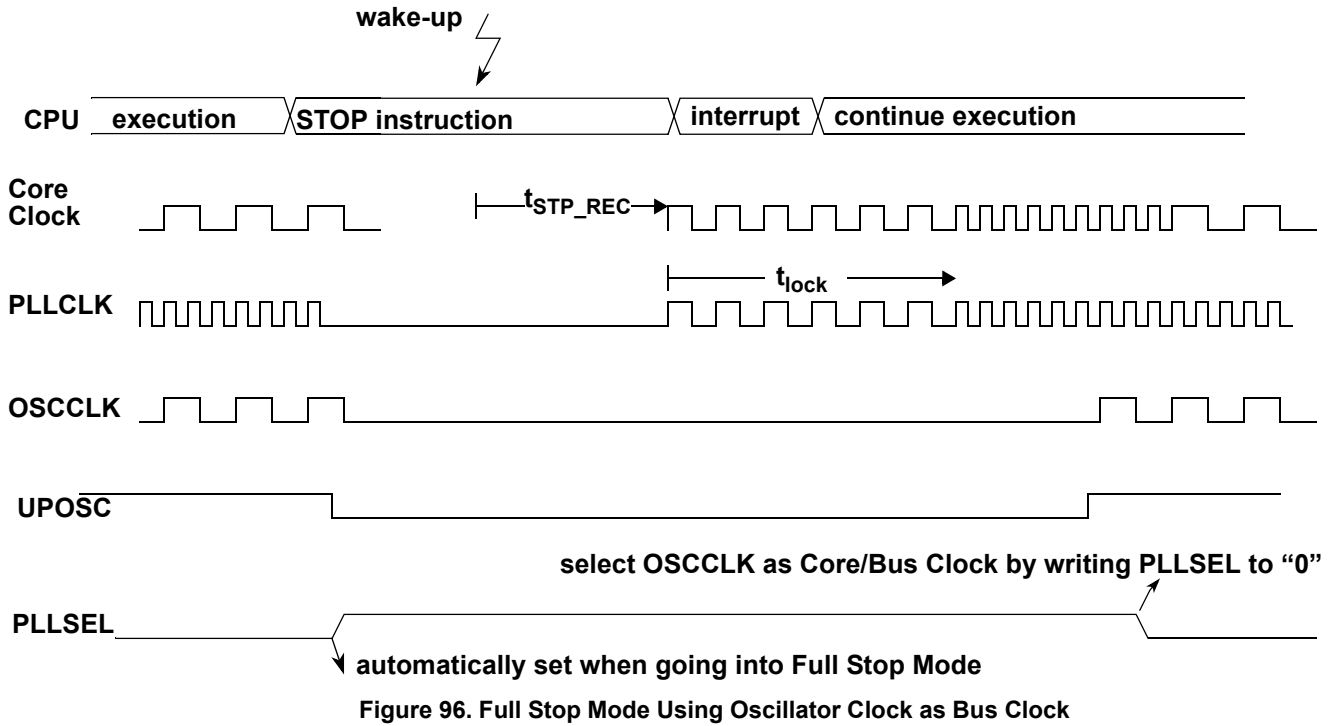 wake-up
CPU execution STOP instruction interrupt continue execution
Core
Clock
tSTP_REC
tlock
PLLCLK
OSCCLK
UPOSC
select OSCCLK as Core/Bus Clock by writing PLLSEL to “0”
PLLSEL
automatically set when going into Full Stop Mode
Figure 96. Full Stop Mode Using Oscillator Clock as Bus Clock